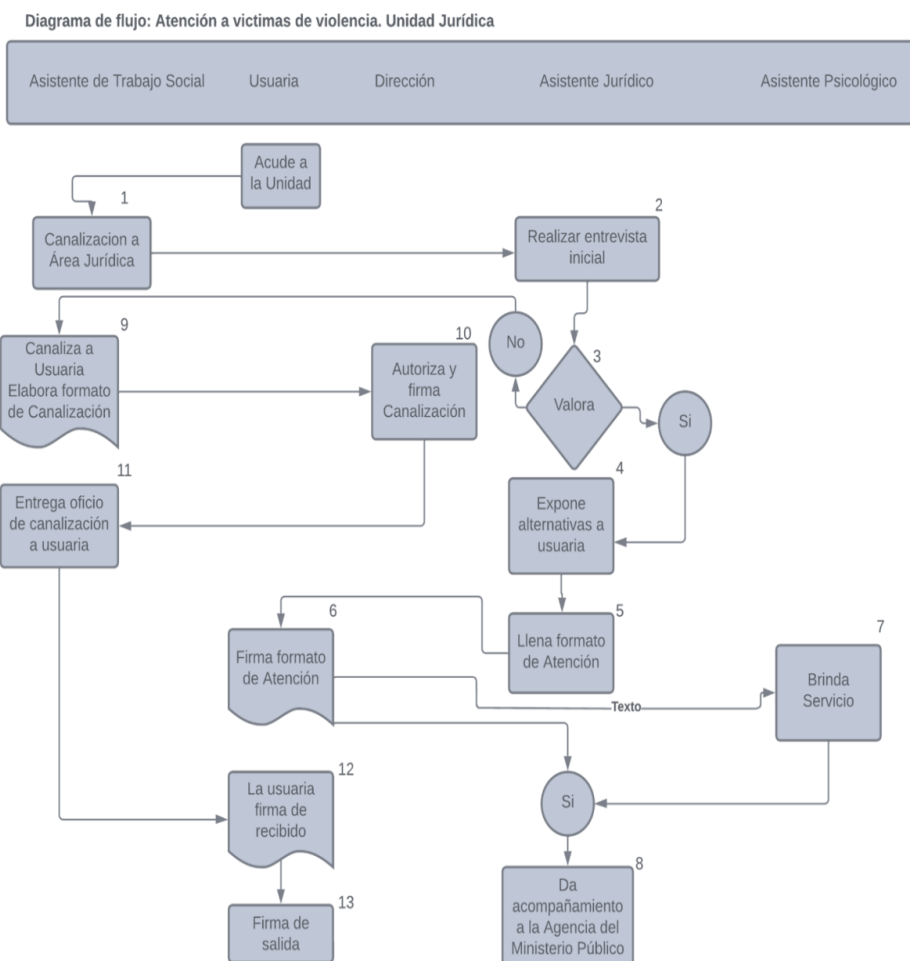 Diagrama de flujo: Atención a victimas de violencia. Unidad Jurídica
Asistente de Trabajo Social
Usuaria
Dirección
Asistente Jurídico
Asistente Psicológico
Acude a
la Unidad
1
Canalizacion a
Área Jurídica
2
Realizar entrevista
inicial
3
Valora
No
Si
9
Canaliza a
Usuaria
Elabora formato
de Canalización
10
Autoriza y
firma
Canalización
4
Expone
alternativas a
usuaria
11
Entrega oficio
de canalización
a usuaria
5
Llena formato
de Atención
6
Firma formato
de Atención
7
Brinda
Servicio
Texto
12
La usuaria
firma de
recibido
Si
8
Da
acompañamiento
a la Agencia del
Ministerio Público
13
Firma de
salida